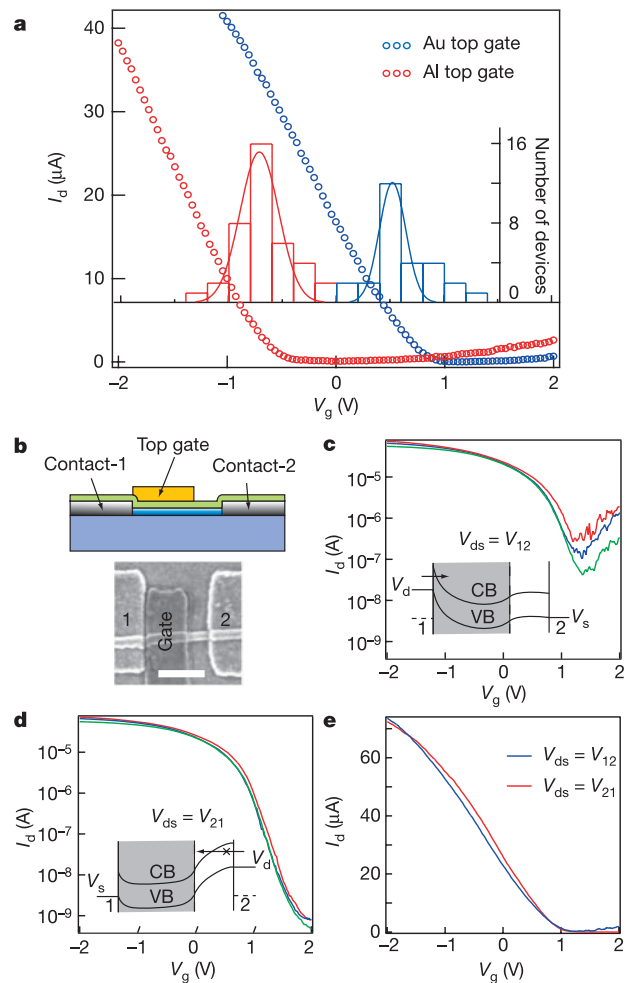 a
40
30
20
10
0
I_d (μA)
Au top gate
Al top gate
16
12
8
4
0
Number of devices
−2 −1 0 1 2
V_g (V)
b
Top gate
Contact-1 Contact-2
1 Gate 2
c
10⁻⁵
10⁻⁶
10⁻⁷
10⁻⁸
10⁻⁹
I_d (A)
V_ds = V_12
V_d CB
VB V_s
1 2
−2 −1 0 1 2
V_g (V)
d
10⁻⁵
10⁻⁶
10⁻⁷
10⁻⁸
10⁻⁹
I_d (A)
V_ds = V_21
V_s CB V_d
VB
1 2
−2 −1 0 1 2
V_g (V)
e
60
40
20
0
I_d (μA)
V_ds = V_12
V_ds = V_21
−2 −1 0 1 2
V_g (V)